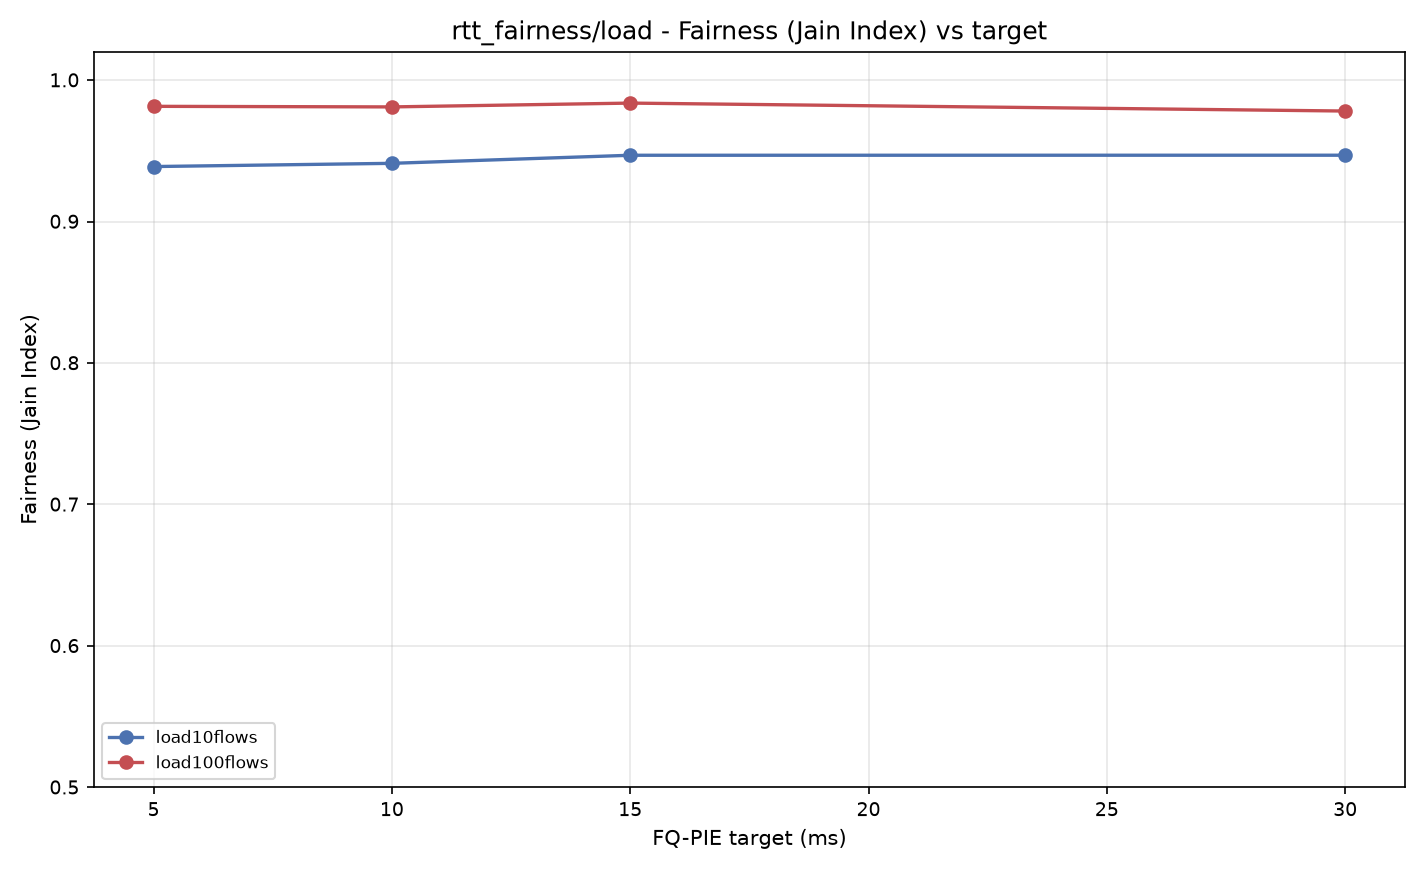 rtt_fairness/load - Fairness (Jain Index) vs target
Fairness (Jain Index)
1.0
0.9
0.8
0.7
0.6
0.5
load10flows
load100flows
5 10 15 20 25 30
FQ-PIE target (ms)